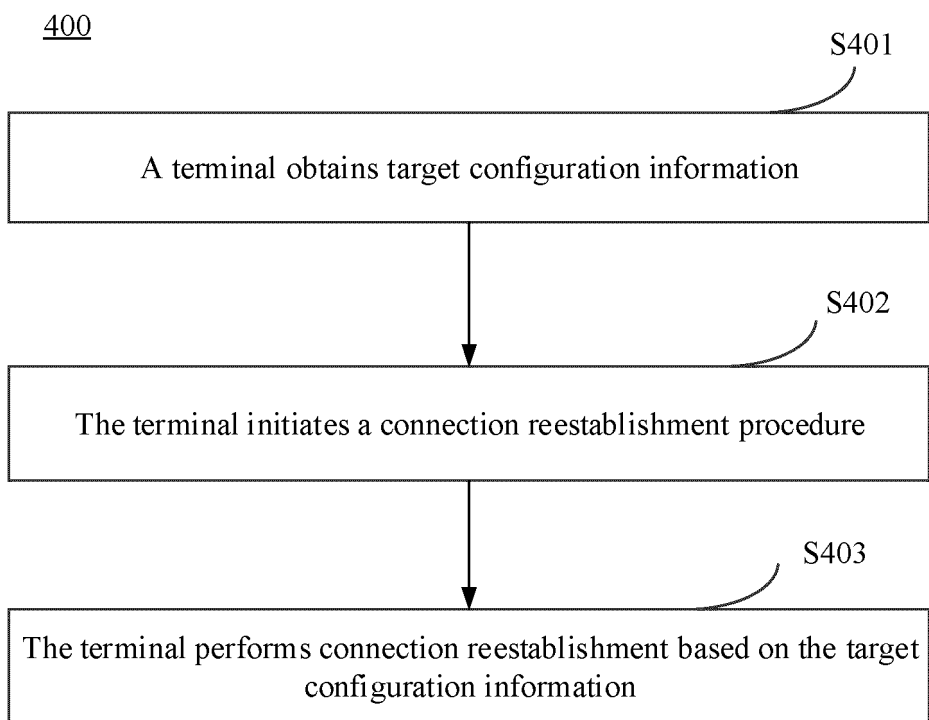 400
S401
A terminal obtains target configuration information
S402
The terminal initiates a connection reestablishment procedure
S403
The terminal performs connection reestablishment based on the target
configuration information